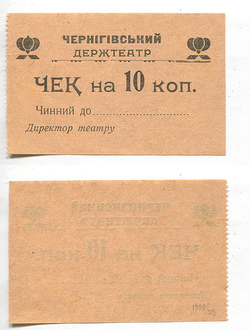 ЧЕРНІГІВСЬКИЙ
ДЕРЖТЕАТР
ЧЕК на 10 коп.
Чинний до
Директор театру